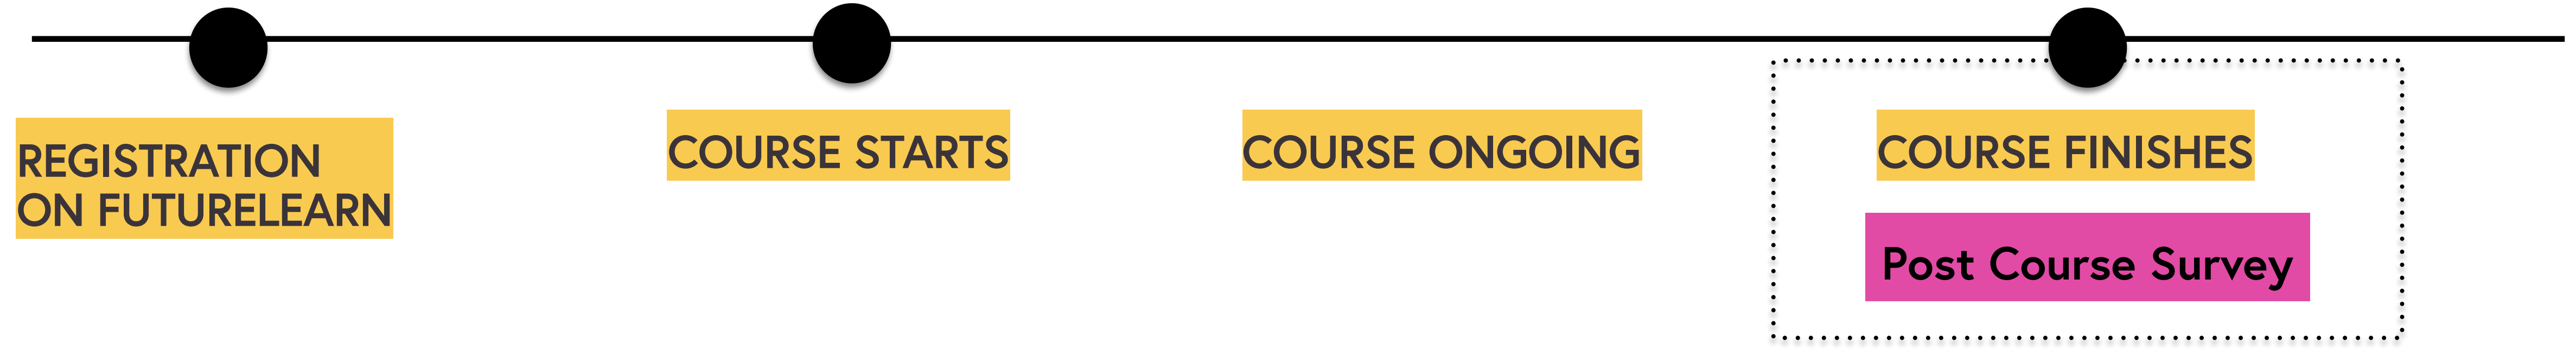 REGISTRATION
ON FUTURELEARN
COURSE STARTS
COURSE ONGOING
COURSE FINISHES
Post Course Survey